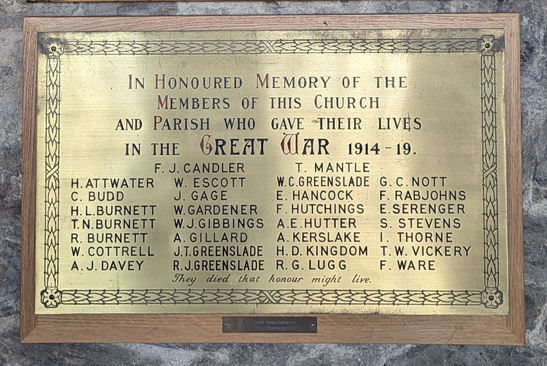 IN HONOURED MEMORY OF THE
MEMBERS OF THIS CHURCH
AND PARISH WHO GAVE THEIR LIVES
IN THE GREAT WAR 1914-19.
F. J. CANDLER T. MANTLE
H. ATTWATER W. ESCOTT W.C. GREENSLADE G. C. NOTT
C. BUDD J. GAGE E. HANCOCK F. RABJOHNS
H. L. BURNETT W. GARDENER F. HUTCHINGS E. SERENGER
T. N. BURNETT W. J. GIBBINGS A. E. HUTTER S. STEVENS
R. BURNETT A. GILLARD A. KERSLAKE I. THORNE
W. COTTRELL J.T. GREENSLADE H. D. KINGDOM T. W. VICKERY
A. J. DAVEY R. J. GREENSLADE R. G. LUGG F. WARE
They died that honour might live.